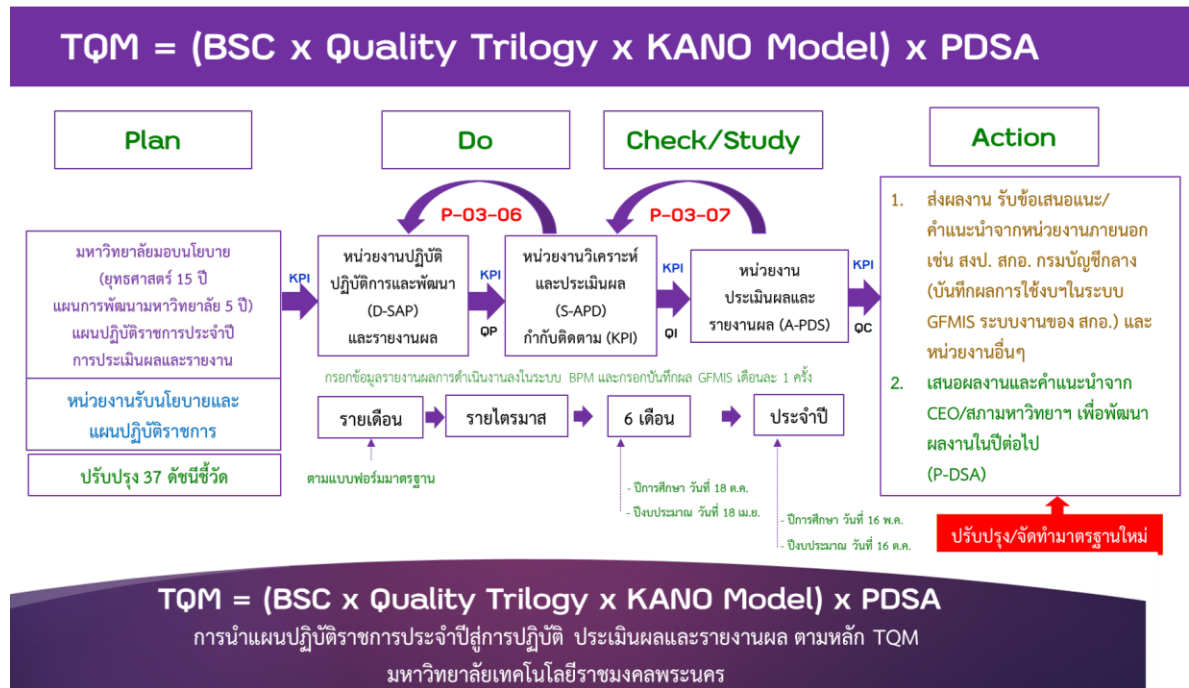 TQM = (BSC x Quality Trilogy x KANO Model) x PDSA
Plan
Do
Check/Study
Action
P-03-06
P-03-07
มหาวิทยาลัยมอบนโยบาย
(ยุทธศาสตร์ 15 ปี
แผนการพัฒนามหาวิทยาลัย 5 ปี)
แผนปฏิบัติราชการประจำปี
การประเมินผลและรายงาน
หน่วยงานรับนโยบายและ
แผนปฏิบัติราชการ
ปรับปรุง 37 ดัชนีชี้วัด
KPI
หน่วยงานปฏิบัติ
ปฏิบัติการและพัฒนา
(D-SAP)
และรายงานผล
KPI
QP
หน่วยงานวิเคราะห์
และประเมินผล
(S-APD)
กำกับติดตาม (KPI)
KPI
QI
หน่วยงาน
ประเมินผลและ
รายงานผล (A-PDS)
KPI
QC
1. ส่งผลงาน รับข้อเสนอแนะ/
คำแนะนำจากหน่วยงานภายนอก
เช่น สงป. สกอ. กรมบัญชีกลาง
(บันทึกผลการใช้งบฯในระบบ
GFMIS ระบบงานของ สกอ.) และ
หน่วยงานอื่นๆ
2. เสนอผลงานและคำแนะนำจาก
CEO/สภามหาวิทยาฯ เพื่อพัฒนา
ผลงานในปีต่อไป
(P-DSA)
กรอกข้อมูลรายงานผลการดำเนินงานลงในระบบ BPM และกรอกบันทึกผล GFMIS เดือนละ 1 ครั้ง
รายเดือน
รายไตรมาส
6 เดือน
ประจำปี
ตามแบบฟอร์มมาตรฐาน
- ปีการศึกษา วันที่ 18 ต.ค.
- ปีงบประมาณ วันที่ 18 เม.ย.
- ปีการศึกษา วันที่ 16 พ.ค.
- ปีงบประมาณ วันที่ 16 ต.ค.
ปรับปรุง/จัดทำมาตรฐานใหม่
TQM = (BSC x Quality Trilogy x KANO Model) x PDSA
การนำแผนปฏิบัติราชการประจำปีสู่การปฏิบัติ ประเมินผลและรายงานผล ตามหลัก TQM
มหาวิทยาลัยเทคโนโลยีราชมงคลพระนคร